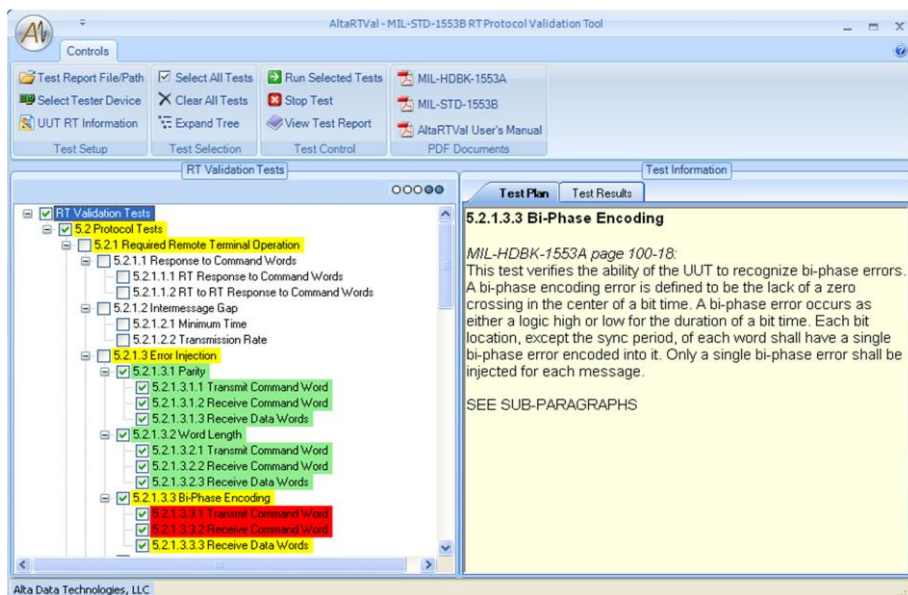 AltaRTVal - MIL-STD-1553B RT Protocol Validation Tool
Controls
Test Report File/Path
Select Tester Device
UUT RT Information
Test Setup
Select All Tests
Clear All Tests
Expand Tree
Test Selection
Run Selected Tests
Stop Test
View Test Report
Test Control
MIL-HDBK-1553A
MIL-STD-1553B
AltaRTVal User's Manual
PDF Documents
RT Validation Tests
RT Validation Tests
5.2 Protocol Tests
5.2.1 Required Remote Terminal Operation
5.2.1.1 Response to Command Words
5.2.1.1.1 RT Response to Command Words
5.2.1.1.2 RT to RT Response to Command Words
5.2.1.2 Intermessage Gap
5.2.1.2.1 Minimum Time
5.2.1.2.2 Transmission Rate
5.2.1.3 Error Injection
5.2.1.3.1 Parity
5.2.1.3.1.1 Transmit Command Word
5.2.1.3.1.2 Receive Command Word
5.2.1.3.1.3 Receive Data Words
5.2.1.3.2 Word Length
5.2.1.3.2.1 Transmit Command Word
5.2.1.3.2.2 Receive Command Word
5.2.1.3.2.3 Receive Data Words
5.2.1.3.3 Bi-Phase Encoding
5.2.1.3.3.1 Transmit Command Word
5.2.1.3.3.2 Receive Command Word
5.2.1.3.3.3 Receive Data Words
Test Information
Test Plan
Test Results
5.2.1.3.3 Bi-Phase Encoding
MIL-HDBK-1553A page 100-18:
This test verifies the ability of the UUT to recognize bi-phase errors.
A bi-phase encoding error is defined to be the lack of a zero
crossing in the center of a bit time. A bi-phase error occurs as
either a logic high or low for the duration of a bit time. Each bit
location, except the sync period, of each word shall have a single
bi-phase error encoded into it. Only a single bi-phase error shall be
injected for each message.
SEE SUB-PARAGRAPHS
Alta Data Technologies, LLC